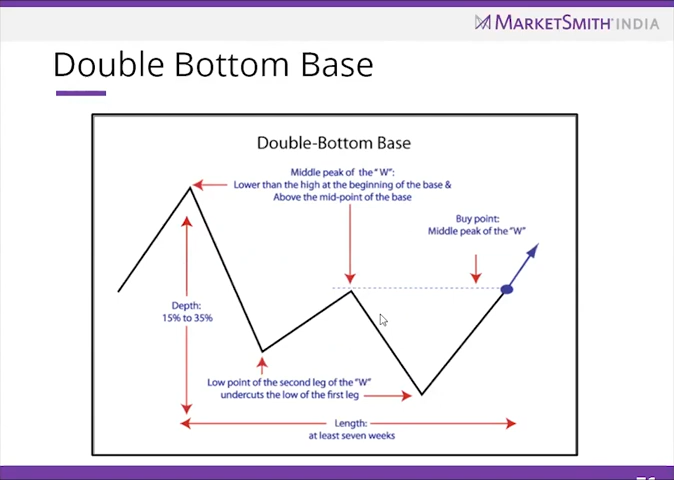 MARKETSMITH INDIA
Double Bottom Base
Double-Bottom Base
Middle peak of the "W":
Lower than the high at the beginning of the base &
Above the mid-point of the base
Buy point:
Middle peak of the "W"
Depth:
15% to 35%
Low point of the second leg of the "W"
undercuts the low of the first leg
Length:
at least seven weeks